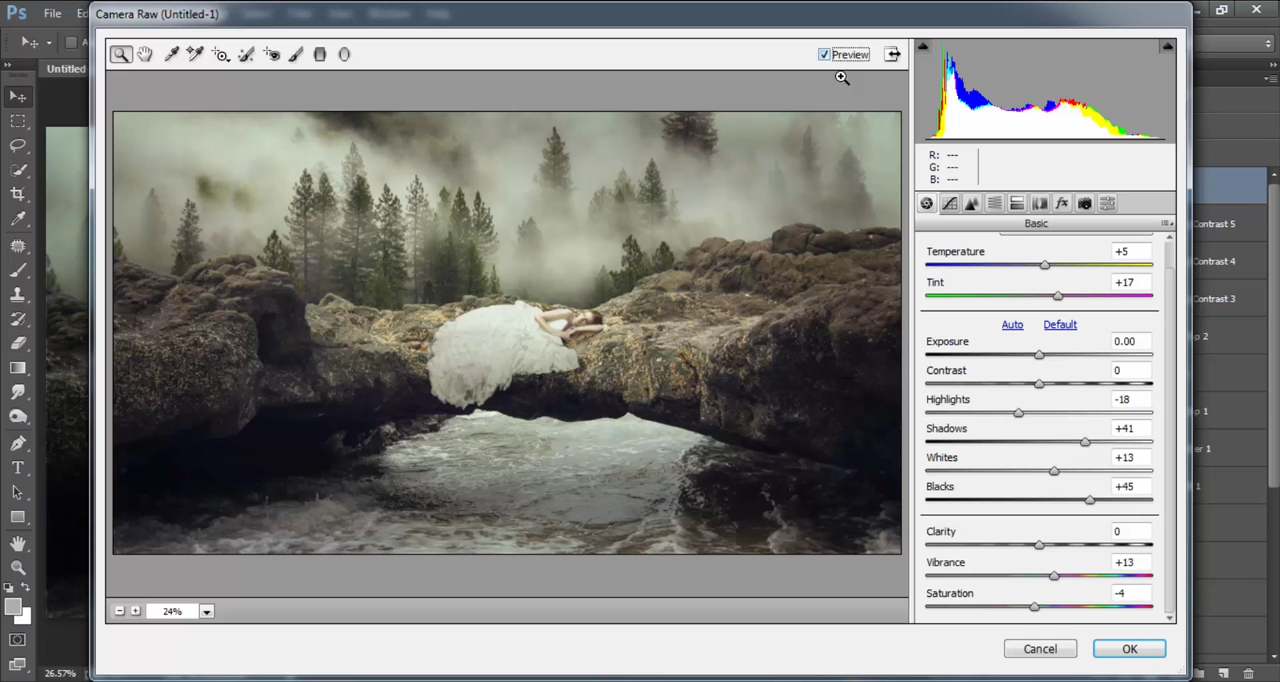 Ps File
Camera Raw (Untitled-1)
Untitled
Preview
R: ---
G: ---
B: ---
fx
Basic
Temperature +5
Tint +17
Auto Default
Exposure 0.00
Contrast 0
Highlights -18
Shadows +41
Whites +13
Blacks +45
Clarity 0
Vibrance +13
Saturation -4
Contrast 5
Contrast 4
Contrast 3
24%
Cancel OK
26.57%